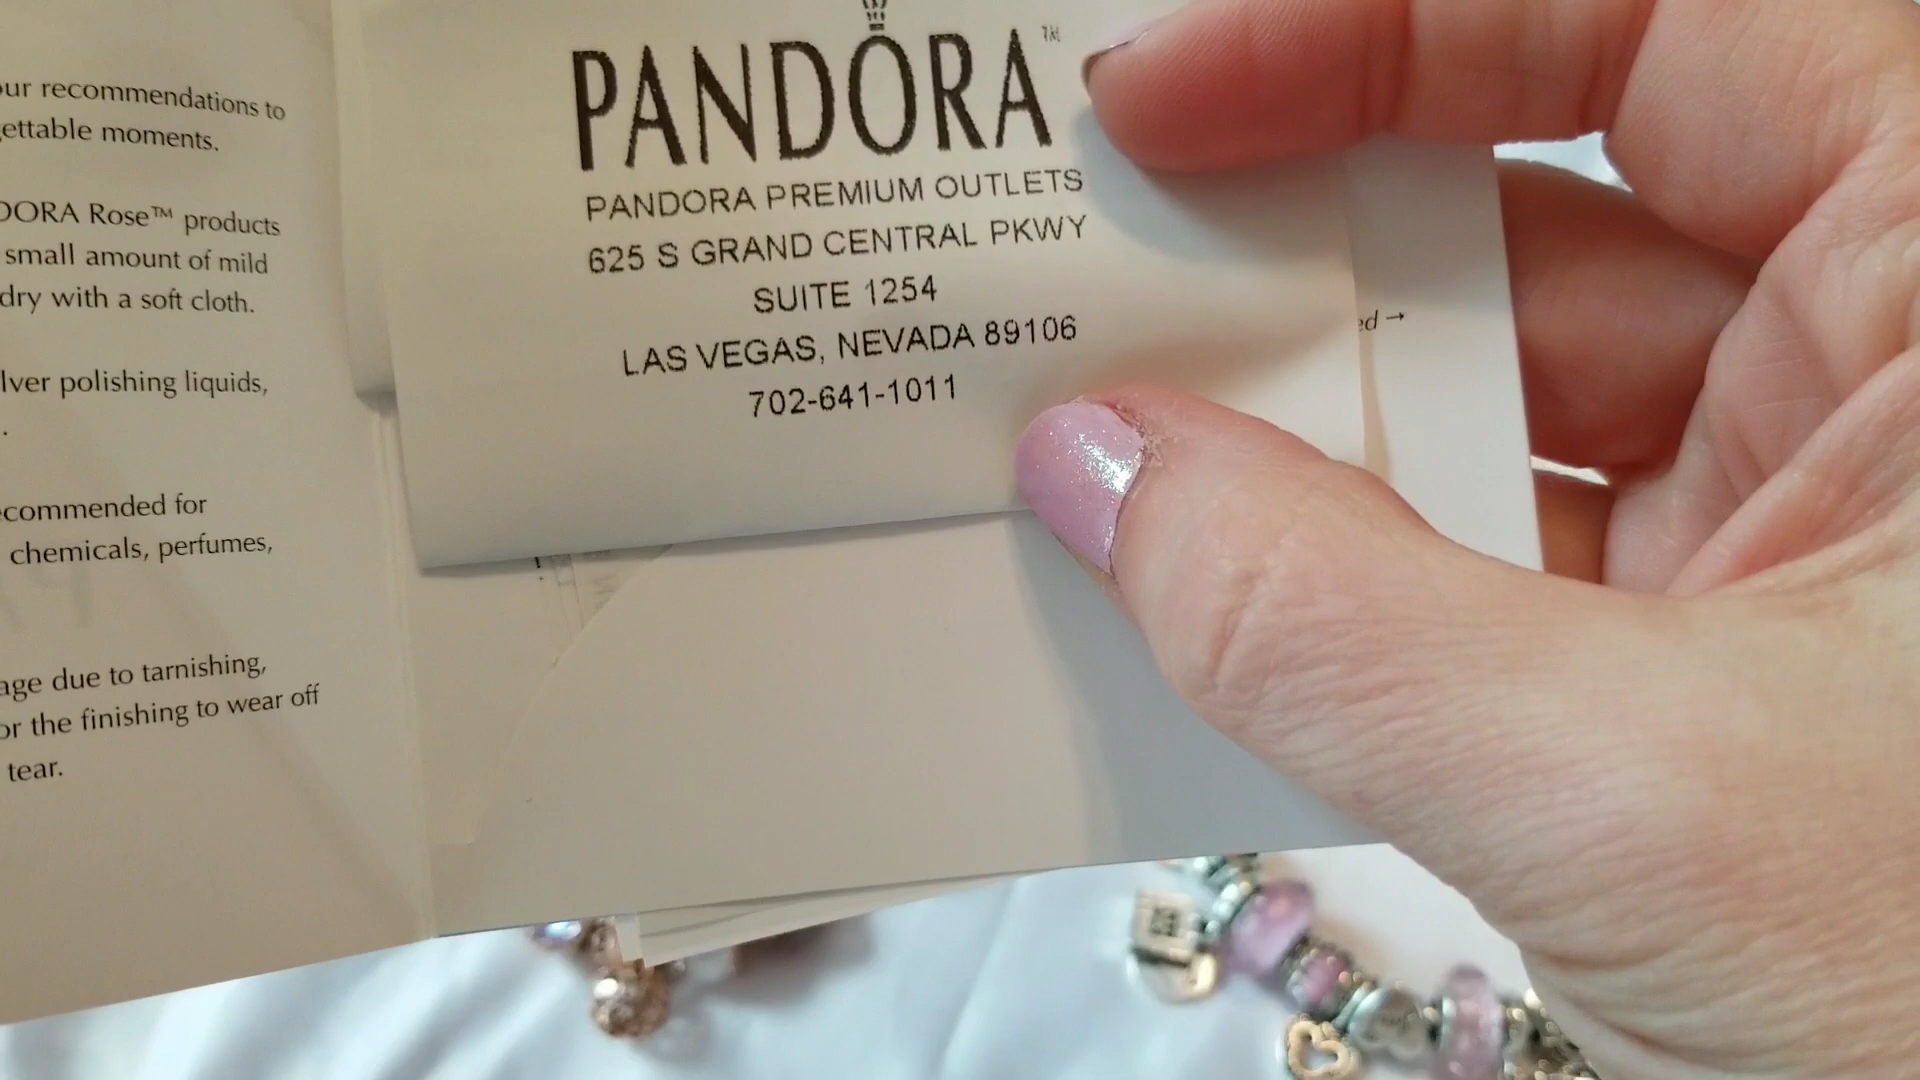 our recommendations to
gettable moments.
DORA Rose™ products
small amount of mild
dry with a soft cloth.
lver polishing liquids,
.
ecommended for
chemicals, perfumes,
age due to tarnishing,
or the finishing to wear off
tear.
PANDORA™
PANDORA PREMIUM OUTLETS
625 S GRAND CENTRAL PKWY
SUITE 1254
LAS VEGAS, NEVADA 89106
702-641-1011
ed →